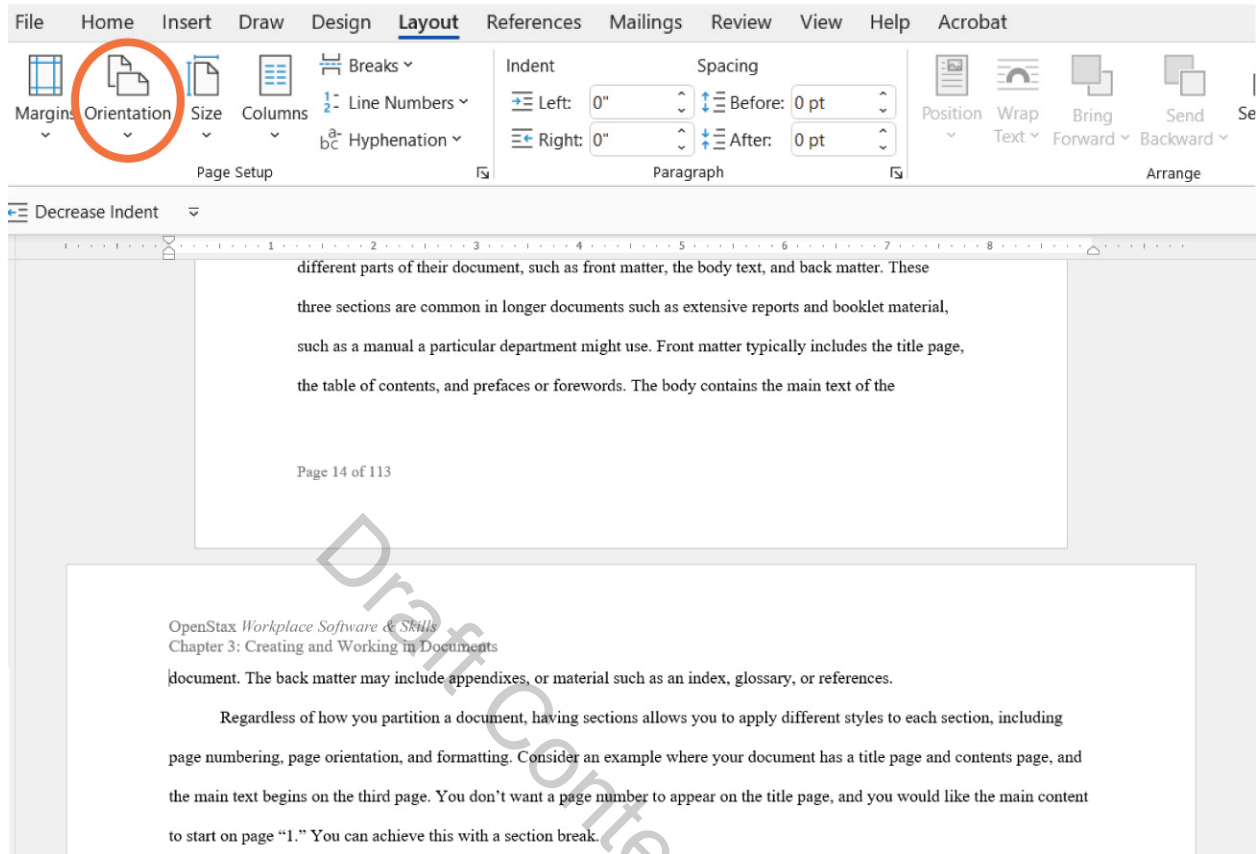 File Home Insert Draw Design Layout References Mailings Review View Help Acrobat
Margins Orientation Size Columns
Breaks
Line Numbers
Hyphenation
Page Setup
Indent Spacing
Left: 0" Before: 0 pt
Right: 0" After: 0 pt
Paragraph
Position Wrap Text Bring Forward Send Backward Se
Arrange
Decrease Indent
1 2 3 4 5 6 7 8
different parts of their document, such as front matter, the body text, and back matter. These
three sections are common in longer documents such as extensive reports and booklet material,
such as a manual a particular department might use. Front matter typically includes the title page,
the table of contents, and prefaces or forewords. The body contains the main text of the
Page 14 of 113
OpenStax Workplace Software & Skills
Chapter 3: Creating and Working in Documents
document. The back matter may include appendixes, or material such as an index, glossary, or references.
Regardless of how you partition a document, having sections allows you to apply different styles to each section, including
page numbering, page orientation, and formatting. Consider an example where your document has a title page and contents page, and
the main text begins on the third page. You don’t want a page number to appear on the title page, and you would like the main content
to start on page “1.” You can achieve this with a section break.
Draft Conte